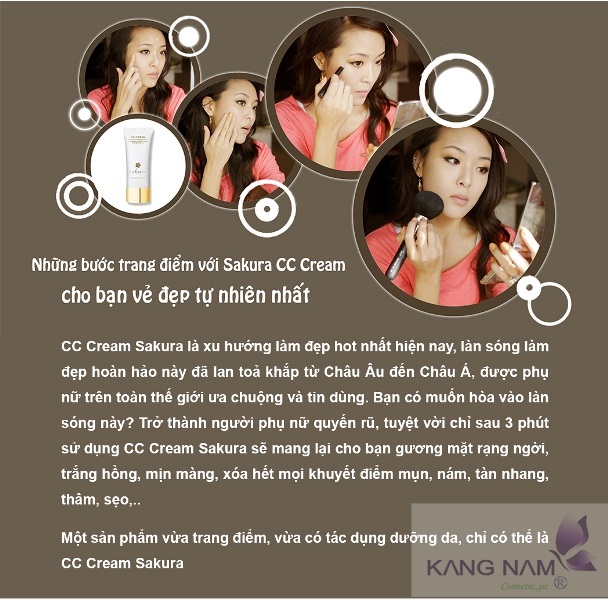 Những bước trang điểm với Sakura CC Cream
cho bạn vẻ đẹp tự nhiên nhất
CC Cream Sakura là xu hướng làm đẹp hot nhất hiện nay, làn sóng làm
đẹp hoàn hảo này đã lan toả khắp từ Châu Âu đến Châu Á, được phụ
nữ trên toàn thế giới ưa chuộng và tin dùng. Bạn có muốn hòa vào làn
sóng này? Trở thành người phụ nữ quyến rũ, tuyệt vời chỉ sau 3 phút
sử dụng CC Cream Sakura sẽ mang lại cho bạn gương mặt rạng ngời,
trắng hồng, mịn màng, xóa hết mọi khuyết điểm mụn, nám, tàn nhang,
thâm, sẹo,..
Một sản phẩm vừa trang điểm, vừa có tác dụng dưỡng da, chỉ có thể là
CC Cream Sakura
KANG NAM ®
Cosmetic.,jsc